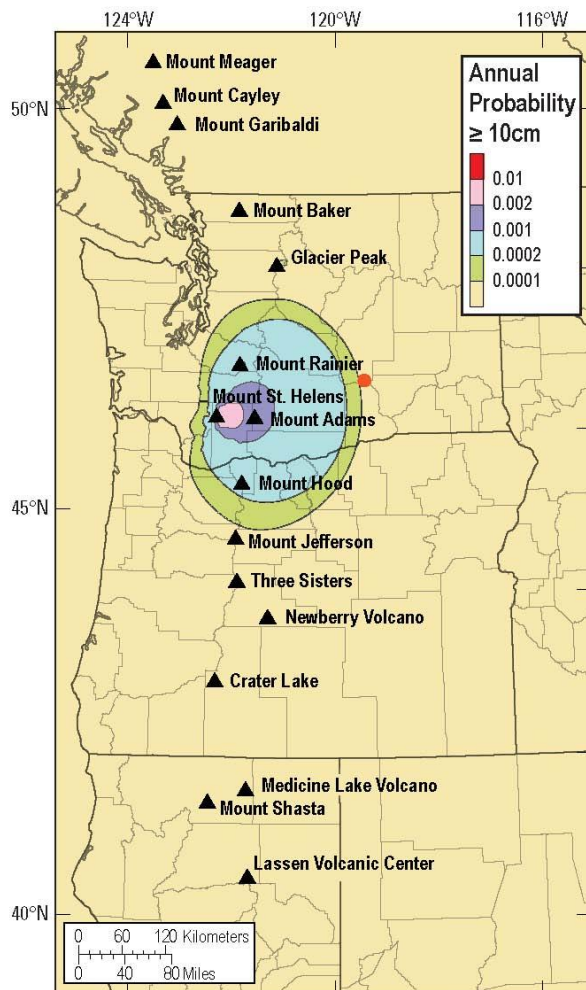 124°W
120°W
116°W
Mount Meager
Annual
Probability
≥ 10cm
50°N
Mount Cayley
Mount Garibaldi
0.01
0.002
0.001
0.0002
0.0001
Mount Baker
Glacier Peak
Mount Rainier
Mount St. Helens
Mount Adams
Mount Hood
45°N
Mount Jefferson
Three Sisters
Newberry Volcano
Crater Lake
Medicine Lake Volcano
Mount Shasta
Lassen Volcanic Center
40°N
0 60 120 Kilometers
0 40 80 Miles